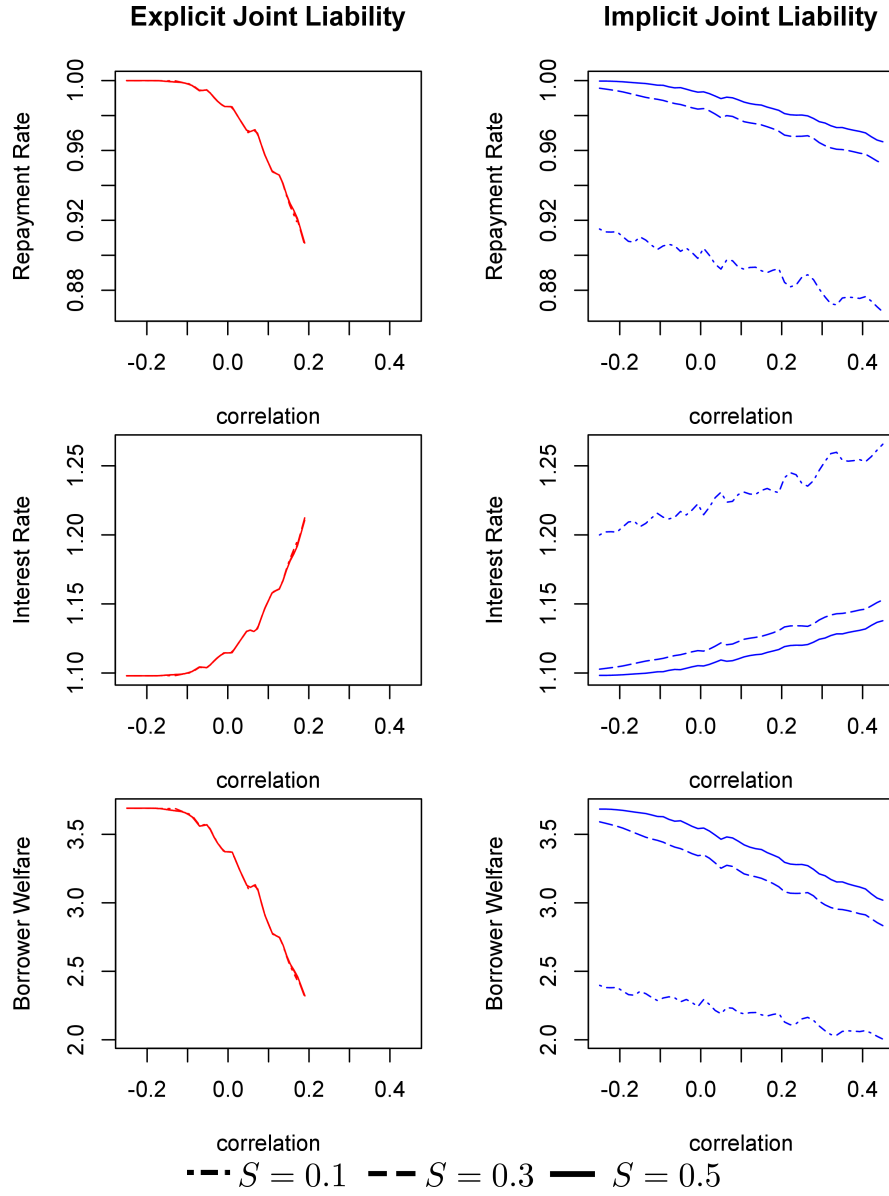 Explicit Joint Liability Implicit Joint Liability
Repayment Rate
0.88 0.92 0.96 1.00
-0.2 0.0 0.2 0.4
correlation
Repayment Rate
0.88 0.92 0.96 1.00
-0.2 0.0 0.2 0.4
correlation
Interest Rate
1.10 1.15 1.20 1.25
-0.2 0.0 0.2 0.4
correlation
Interest Rate
1.10 1.15 1.20 1.25
-0.2 0.0 0.2 0.4
correlation
Borrower Welfare
2.0 2.5 3.0 3.5
-0.2 0.0 0.2 0.4
correlation
Borrower Welfare
2.0 2.5 3.0 3.5
-0.2 0.0 0.2 0.4
correlation
S = 0.1 S = 0.3 S = 0.5